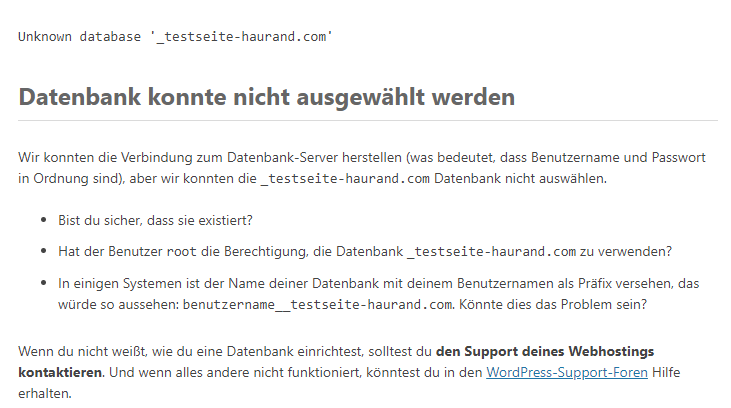 Unknown database '_testseite-haurand.com'
Datenbank konnte nicht ausgewählt werden
Wir konnten die Verbindung zum Datenbank-Server herstellen (was bedeutet, dass Benutzername und Passwort
in Ordnung sind), aber wir konnten die _testseite-haurand.com Datenbank nicht auswählen.
• Bist du sicher, dass sie existiert?
• Hat der Benutzer root die Berechtigung, die Datenbank _testseite-haurand.com zu verwenden?
• In einigen Systemen ist der Name deiner Datenbank mit deinem Benutzernamen als Präfix versehen, das
würde so aussehen: benutzername__testseite-haurand.com. Könnte dies das Problem sein?
Wenn du nicht weißt, wie du eine Datenbank einrichtest, solltest du den Support deines Webhostings
kontaktieren. Und wenn alles andere nicht funktioniert, könntest du in den WordPress-Support-Foren Hilfe
erhalten.